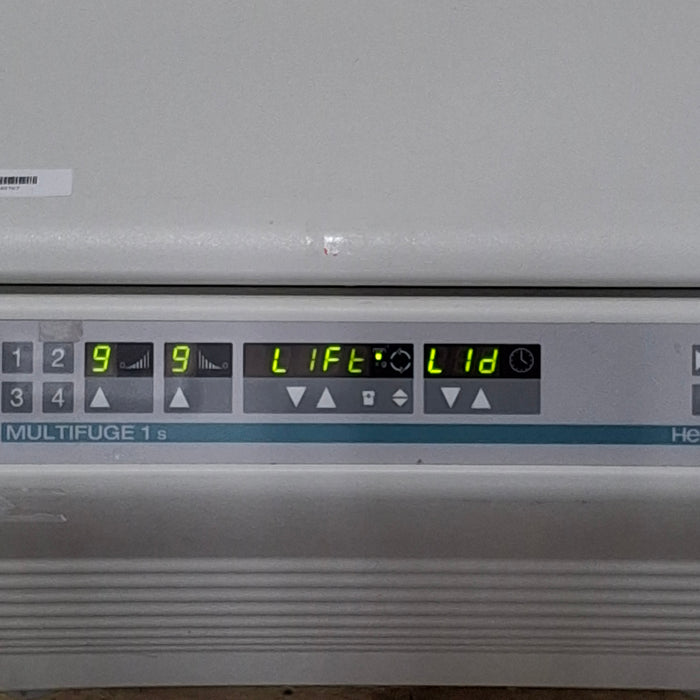 1 2 9 9 LIFt LId
3 4
MULTIFUGE 1 s He